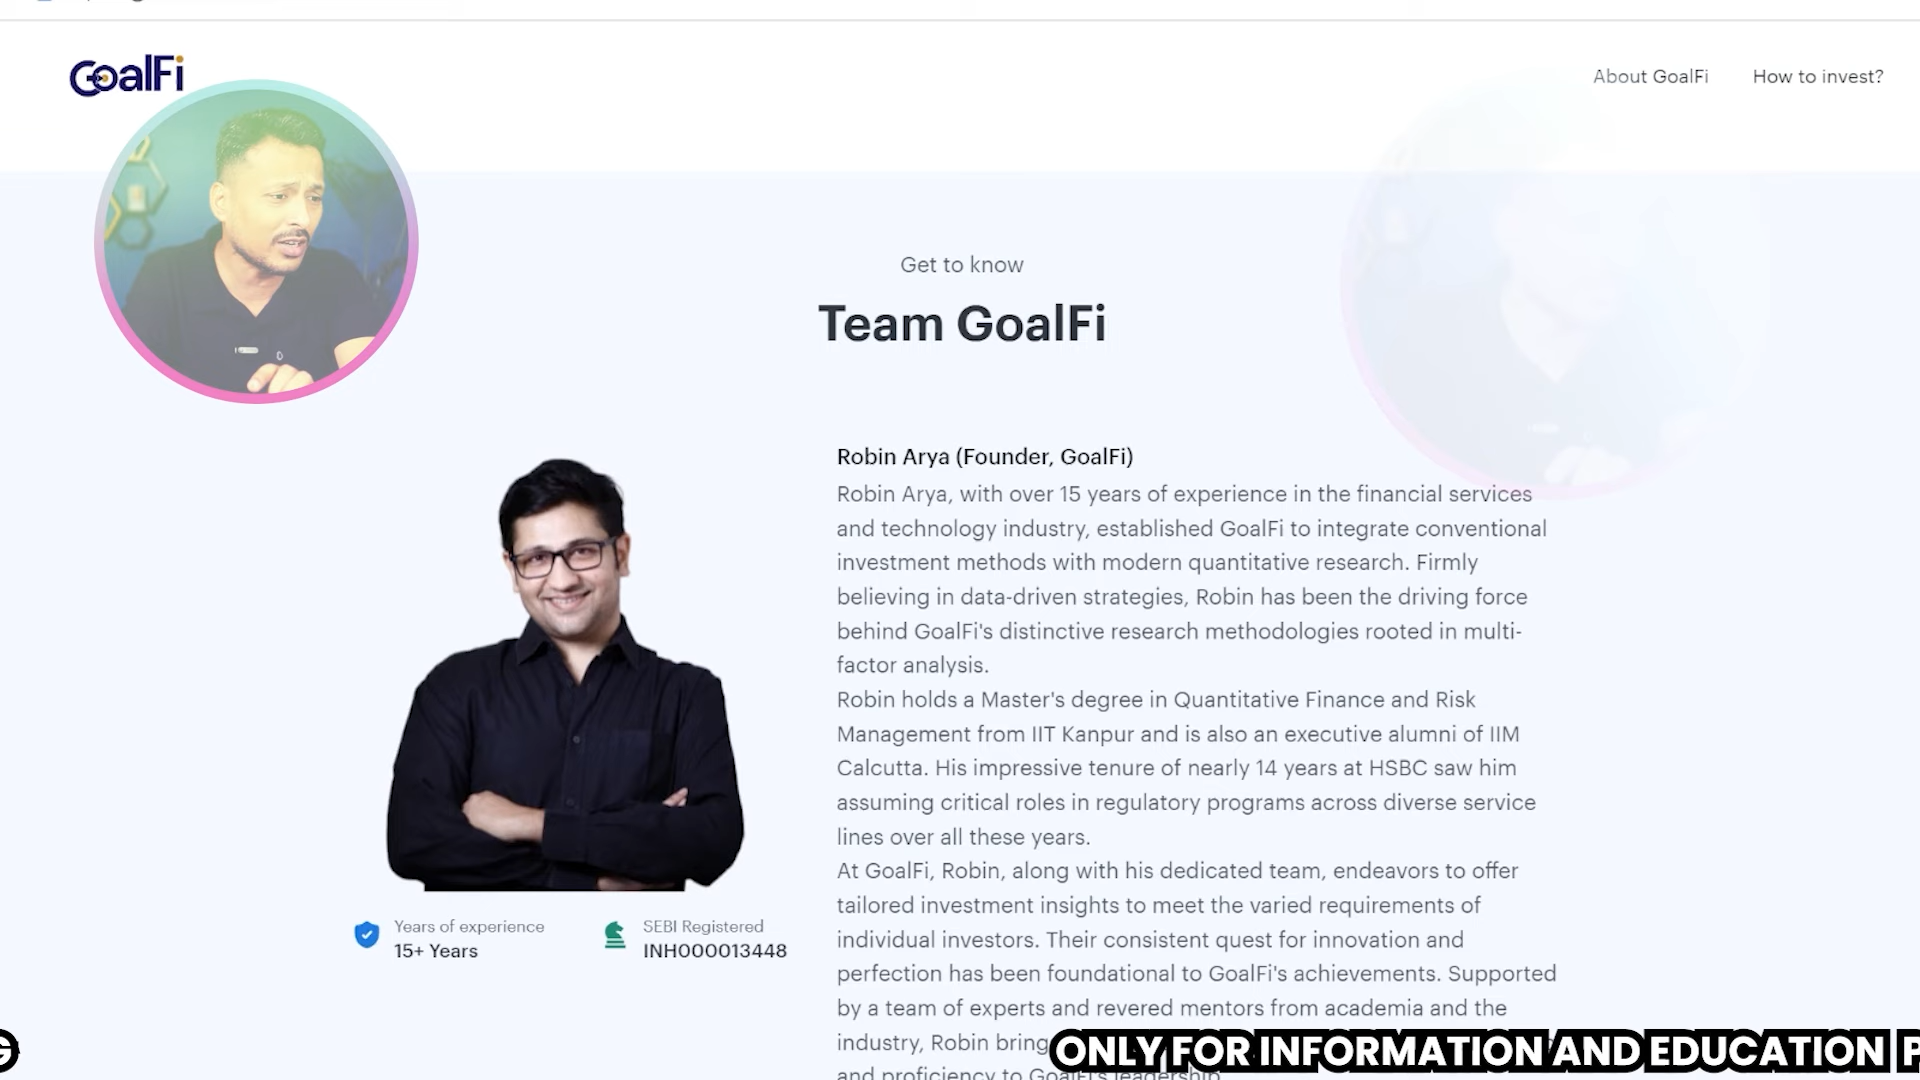 GoalFi
About GoalFi
How to invest?
Get to know
Team GoalFi
Robin Arya (Founder, GoalFi)
Robin Arya, with over 15 years of experience in the financial services
and technology industry, established GoalFi to integrate conventional
investment methods with modern quantitative research. Firmly
believing in data-driven strategies, Robin has been the driving force
behind GoalFi's distinctive research methodologies rooted in multi-
factor analysis.
Robin holds a Master's degree in Quantitative Finance and Risk
Management from IIT Kanpur and is also an executive alumni of IIM
Calcutta. His impressive tenure of nearly 14 years at HSBC saw him
assuming critical roles in regulatory programs across diverse service
lines over all these years.
At GoalFi, Robin, along with his dedicated team, endeavors to offer
tailored investment insights to meet the varied requirements of
individual investors. Their consistent quest for innovation and
perfection has been foundational to GoalFi's achievements. Supported
by a team of experts and revered mentors from academia and the
industry, Robin bring
and proficiency to GoalFi's leadership.
Years of experience
15+ Years
SEBI Registered
INH000013448
G
ONLY FOR INFORMATION AND EDUCATION P